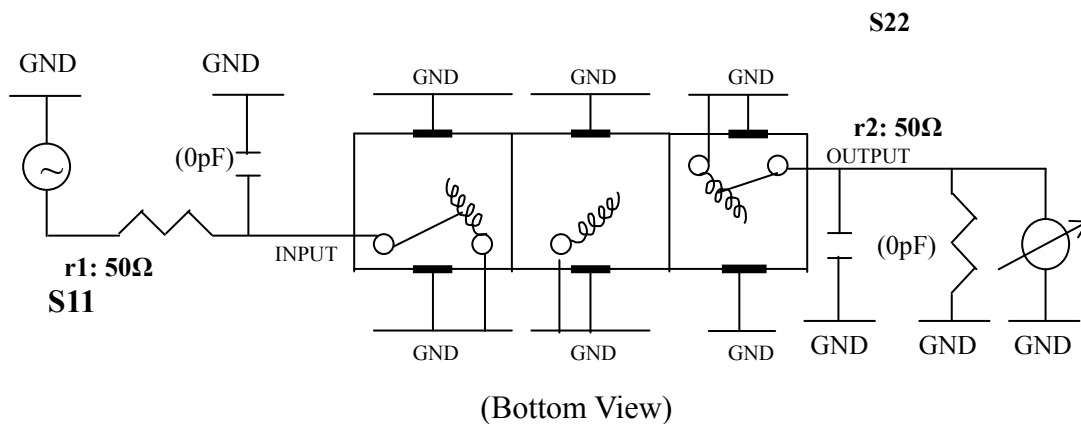 S22
GND
GND
GND
GND
GND
(0pF)
r2: 50Ω
OUTPUT
INPUT
(0pF)
r1: 50Ω
S11
GND
GND
GND
GND
GND
GND
(Bottom View)